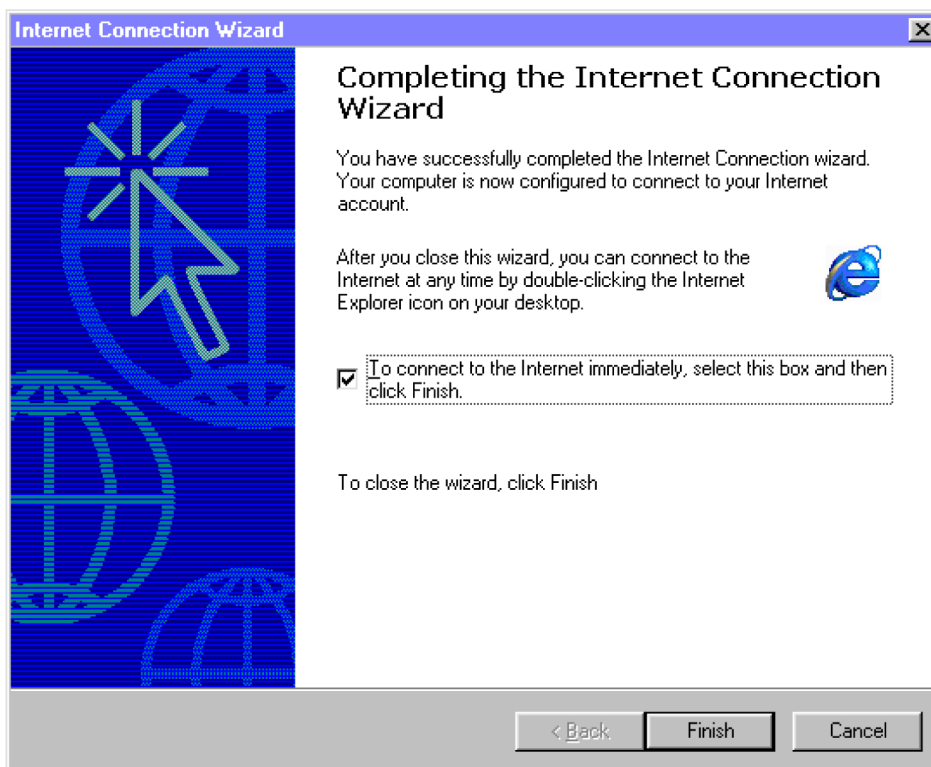 Internet Connection Wizard
Completing the Internet Connection
Wizard
You have successfully completed the Internet Connection wizard.
Your computer is now configured to connect to your Internet
account.
After you close this wizard, you can connect to the
Internet at any time by double-clicking the Internet
Explorer icon on your desktop.
To connect to the Internet immediately, select this box and then
click Finish.
To close the wizard, click Finish
< Back
Finish
Cancel